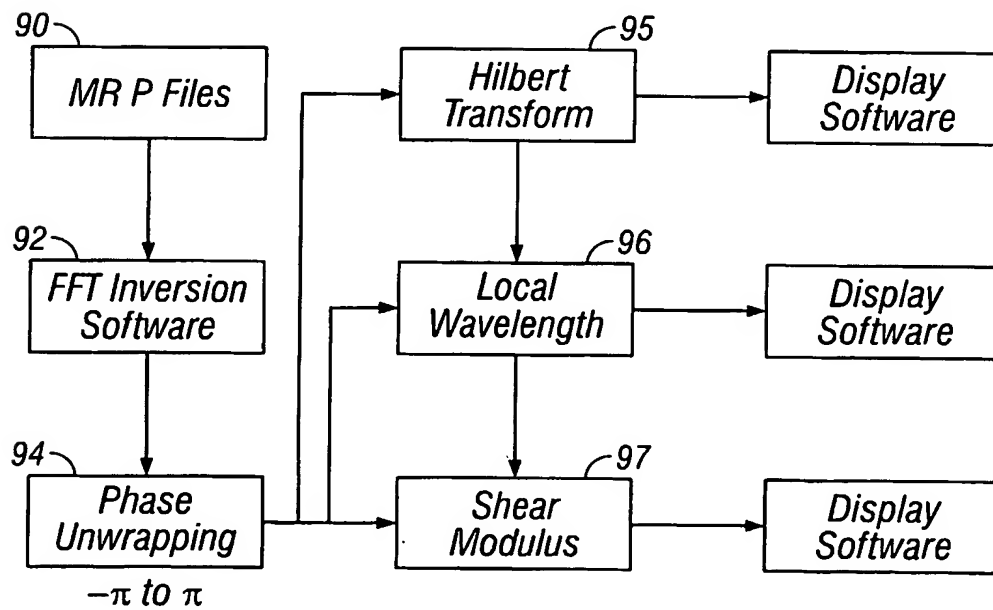 90
MR P Files
92
FFT Inversion
Software
94
Phase
Unwrapping
−π to π
95
Hilbert
Transform
96
Local
Wavelength
97
Shear
Modulus
Display
Software
Display
Software
Display
Software